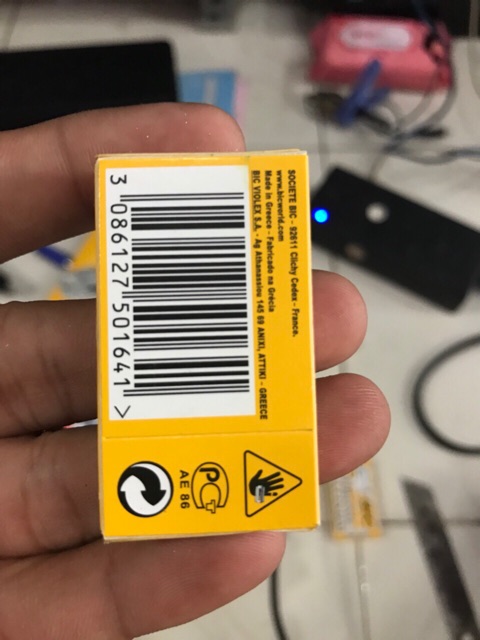 SOCIETE BIC - 92611 Clichy Cedex - France.
www.bicworld.com
Made in Greece - Fabricado na Grécia
BIC VIOLEX S.A. - Ag Athanassiou 145 69 ANIXI, ATTIKI - GREECE
3 086127 501641 >
PCT
AE 86